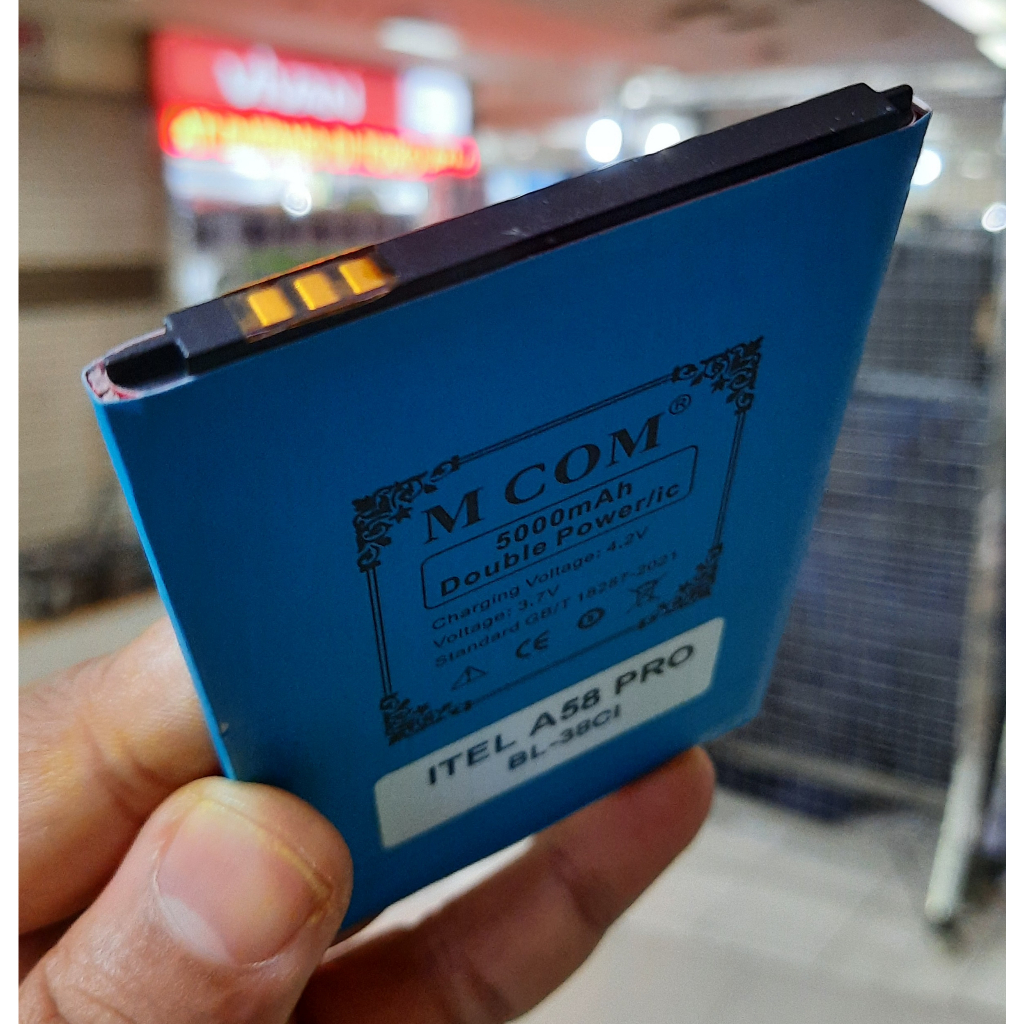 VIVAN
M COM®
5000mAh
Double Power/ic
Charging Voltage: 4.2V
Voltage: 3.7V
Standard GB/T 18287-2021
CE
ITEL A58 PRO
BL-38CI